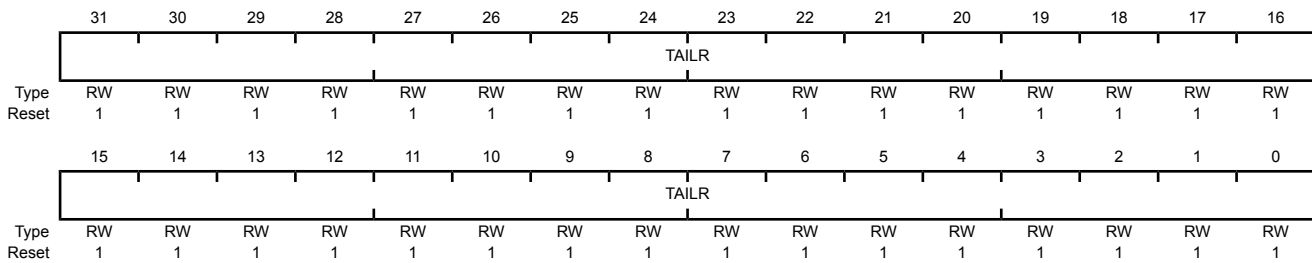 31 30 29 28 27 26 25 24 23 22 21 20 19 18 17 16
TAILR
Type RW RW RW RW RW RW RW RW RW RW RW RW RW RW RW RW
Reset 1 1 1 1 1 1 1 1 1 1 1 1 1 1 1 1
15 14 13 12 11 10 9 8 7 6 5 4 3 2 1 0
TAILR
Type RW RW RW RW RW RW RW RW RW RW RW RW RW RW RW RW
Reset 1 1 1 1 1 1 1 1 1 1 1 1 1 1 1 1